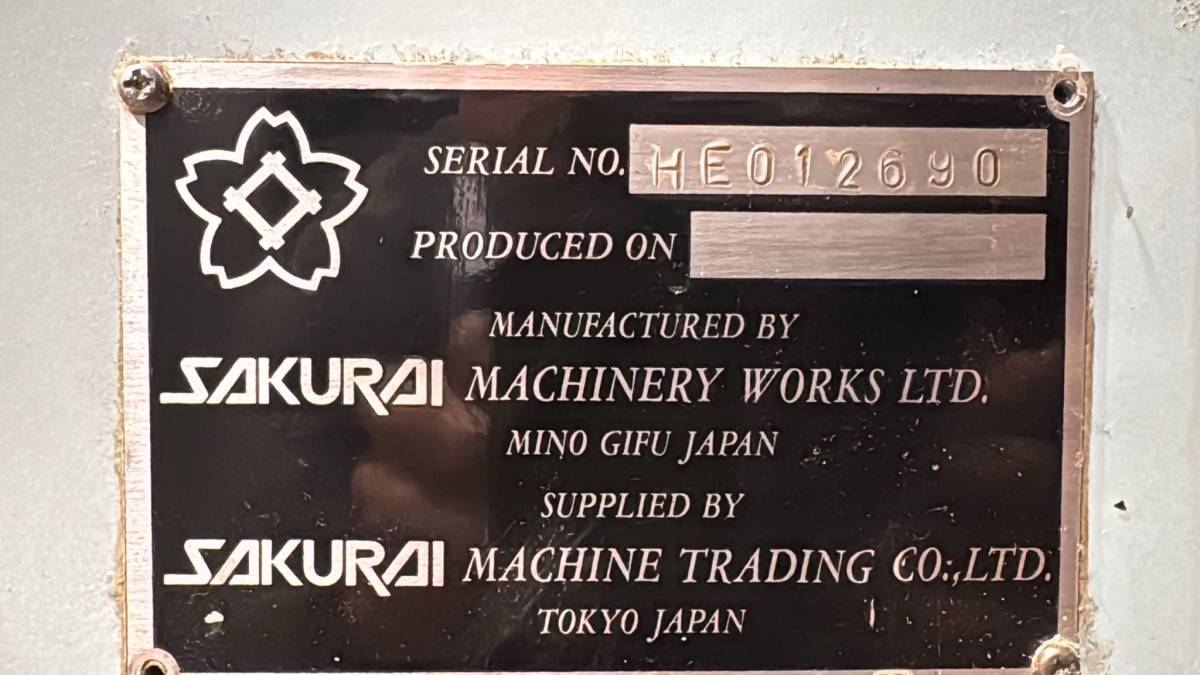 SERIAL NO. HE012690
PRODUCED ON
MANUFACTURED BY
SAKURAI MACHINERY WORKS LTD.
MINO GIFU JAPAN
SUPPLIED BY
SAKURAI MACHINE TRADING CO.,LTD.
TOKYO JAPAN